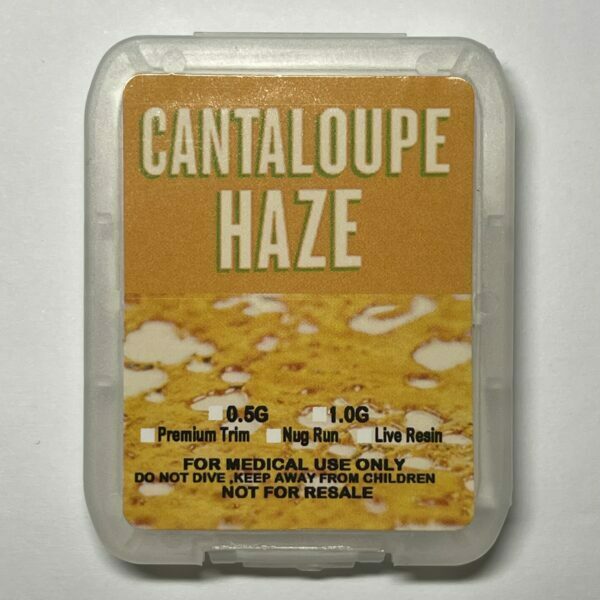 CANTALOUPE
HAZE
0.5G 1.0G
Premium Trim Nug Run Live Resin
FOR MEDICAL USE ONLY
DO NOT DIVE ,KEEP AWAY FROM CHILDREN
NOT FOR RESALE